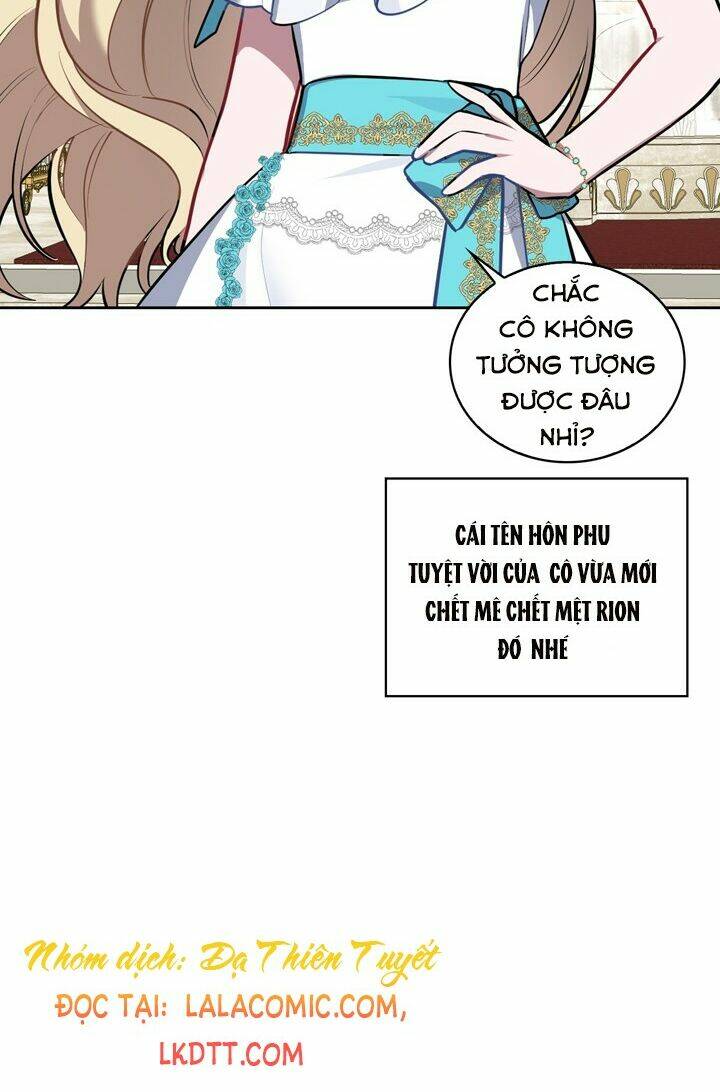 CHẮC
CÔ KHÔNG
TƯỞNG TƯỢNG
ĐƯỢC ĐÂU
NHỈ?
CÁI TÊN HÔN PHU
TUYỆT VỜI CỦA CÔ VỪA MỚI
CHẾT MÊ CHẾT MỆT RION
ĐÓ NHÉ
Nhóm dịch: Dạ Thiên Tuyết
ĐỌC TẠI: LALACOMIC.COM,
LKDTT.COM